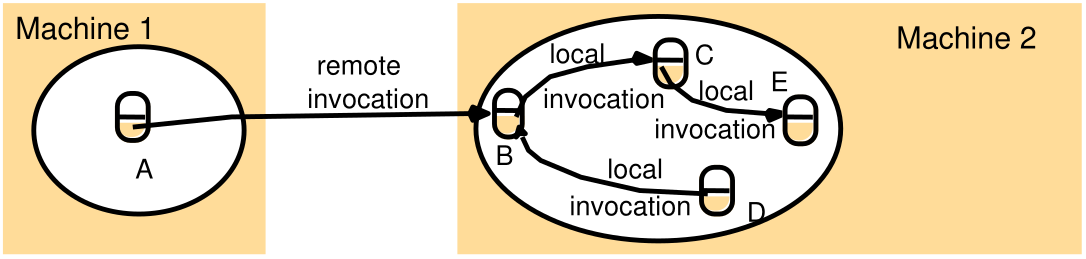 Machine 1
Machine 2
remote
invocation
local
invocation
C
E
local
invocation
A
B
local
invocation
D